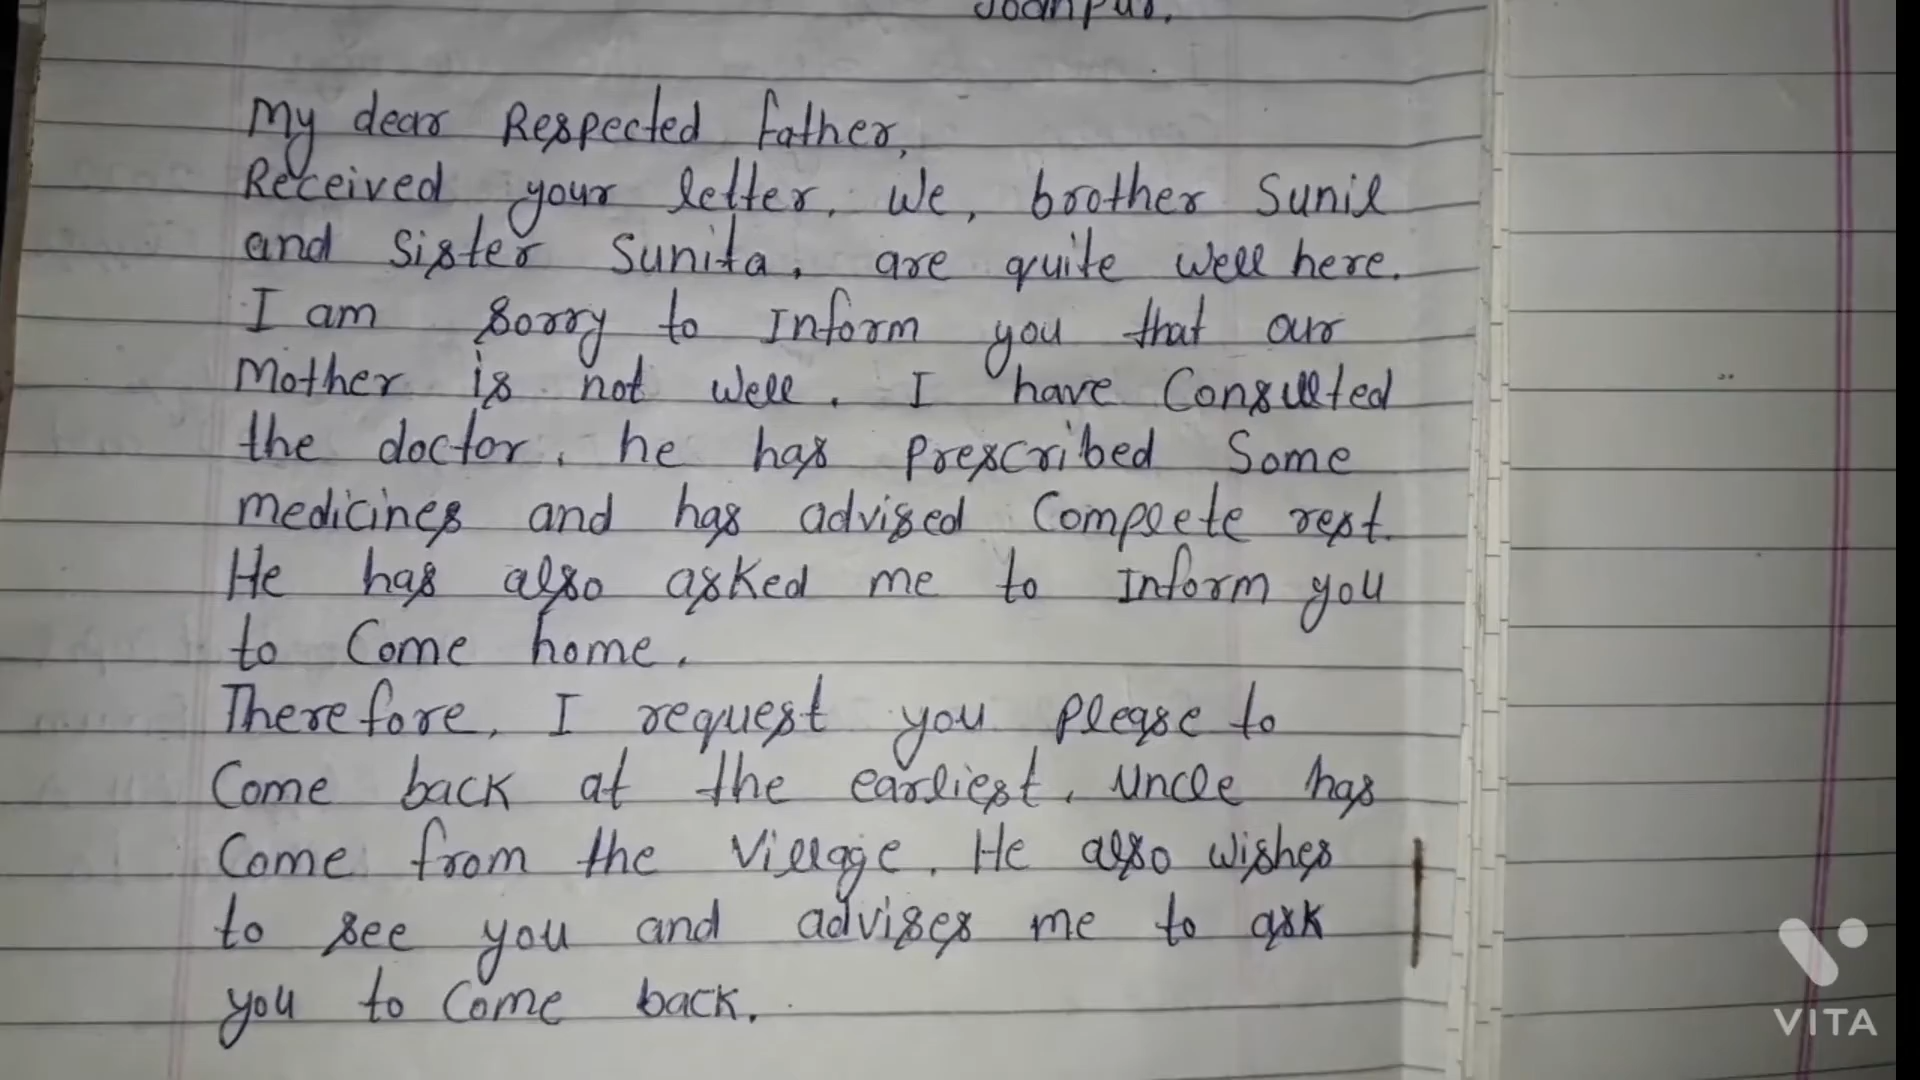 My dear Respected father,
Received your letter. We, brother Sunil
and Sister Sunita, are quite well here.
I am sorry to Inform you that our
Mother is not well. I have Consulted
the doctor. he has prescribed Some
medicines and has advised Complete rest.
He has also asked me to Inform you
to Come home.
Therefore, I request you please to
Come back at the earliest. Uncle has
Come from the Village. He also wishes
to see you and advises me to ask
you to Come back.
VITA